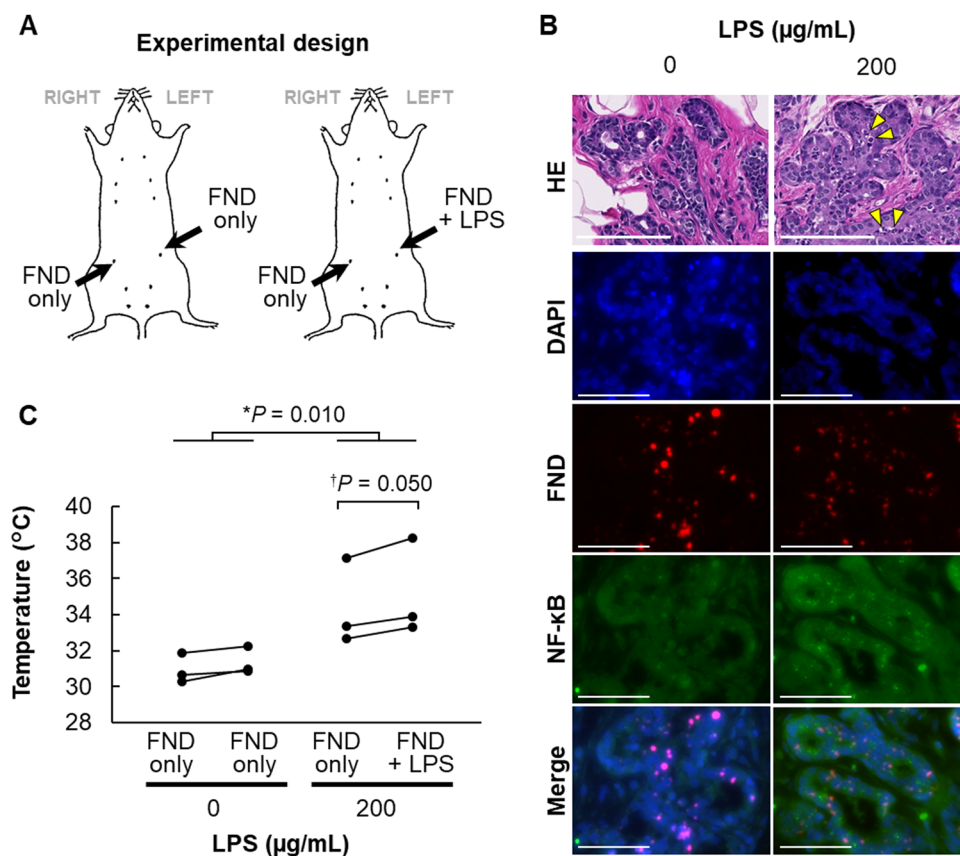 A
Experimental design
RIGHT LEFT RIGHT LEFT
FND
only
FND
+ LPS
FND
only
FND
only
B
LPS (µg/mL)
0 200
HE
DAPI
FND
NF-κB
Merge
C
*P = 0.010
†P = 0.050
Temperature (°C)
40
38
36
34
32
30
28
FND
only
FND
only
FND
only
FND
+ LPS
0 200
LPS (µg/mL)